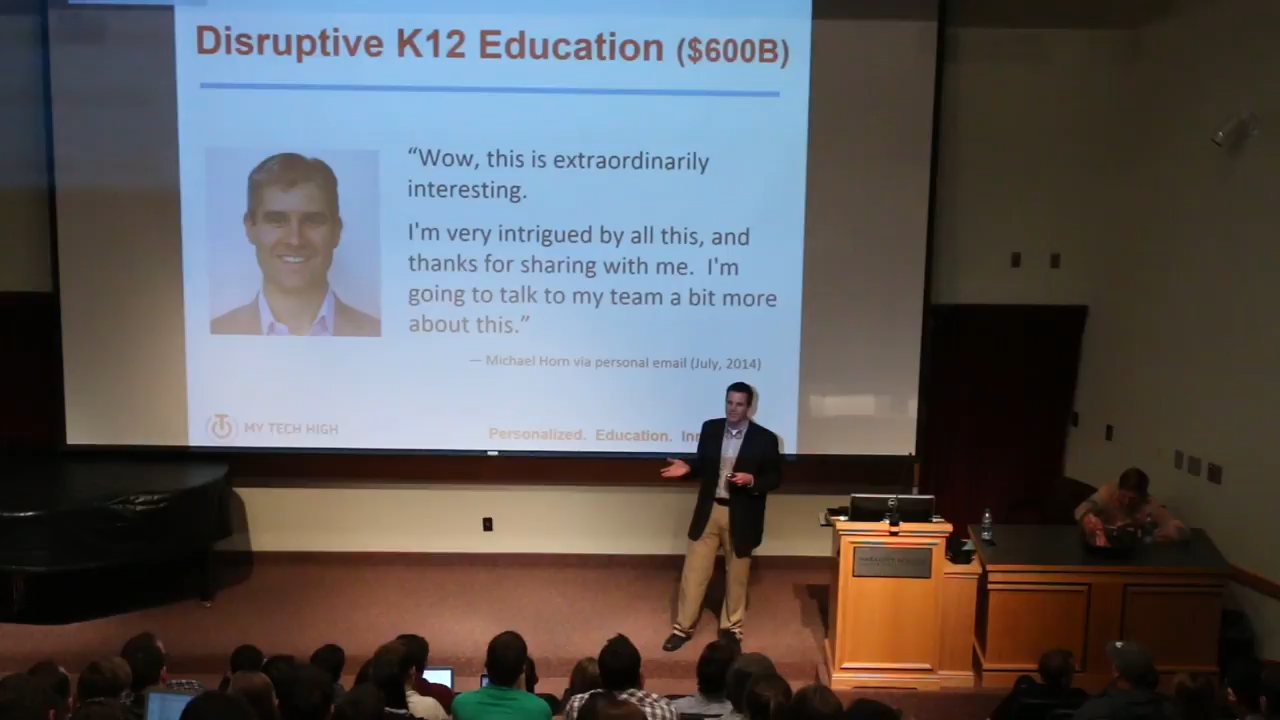 Disruptive K12 Education ($600B)
“Wow, this is extraordinarily
interesting.
I'm very intrigued by all this, and
thanks for sharing with me. I'm
going to talk to my team a bit more
about this.”
— Michael Horn via personal email (July, 2014)
MY TECH HIGH
Personalized. Education.